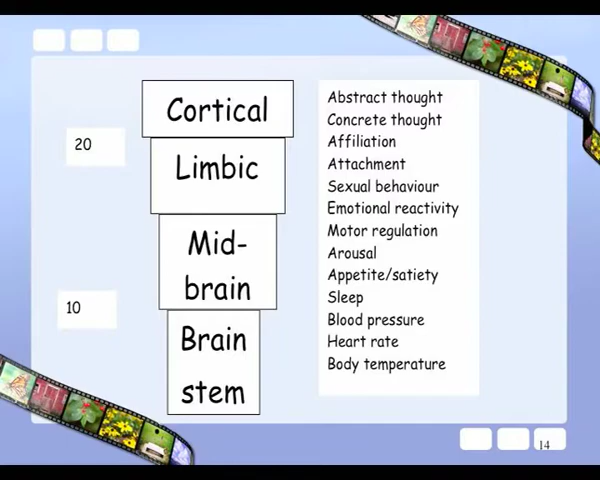 Cortical
20
Limbic
Mid-
brain
10
Brain
stem
Abstract thought
Concrete thought
Affiliation
Attachment
Sexual behaviour
Emotional reactivity
Motor regulation
Arousal
Appetite/satiety
Sleep
Blood pressure
Heart rate
Body temperature
14